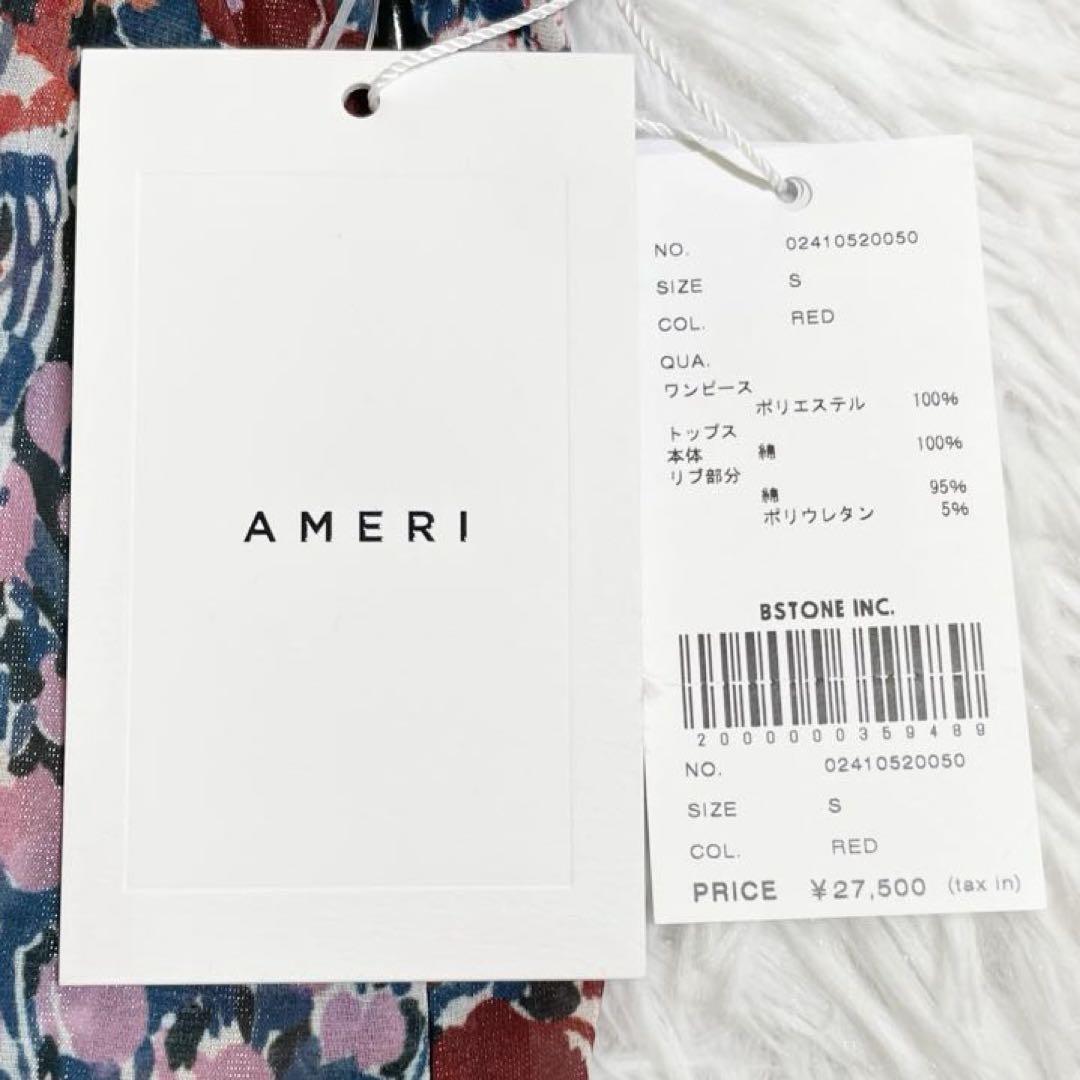 AMERI
NO. 02410520050
SIZE S
COL. RED
QUA.
ワンピース
ポリエステル 100%
トップス
本体 綿 100%
リブ部分
綿 95%
ポリウレタン 5%
BSTONE INC.
2000000359489
NO. 02410520050
SIZE S
COL. RED
PRICE ¥27,500 (tax in)